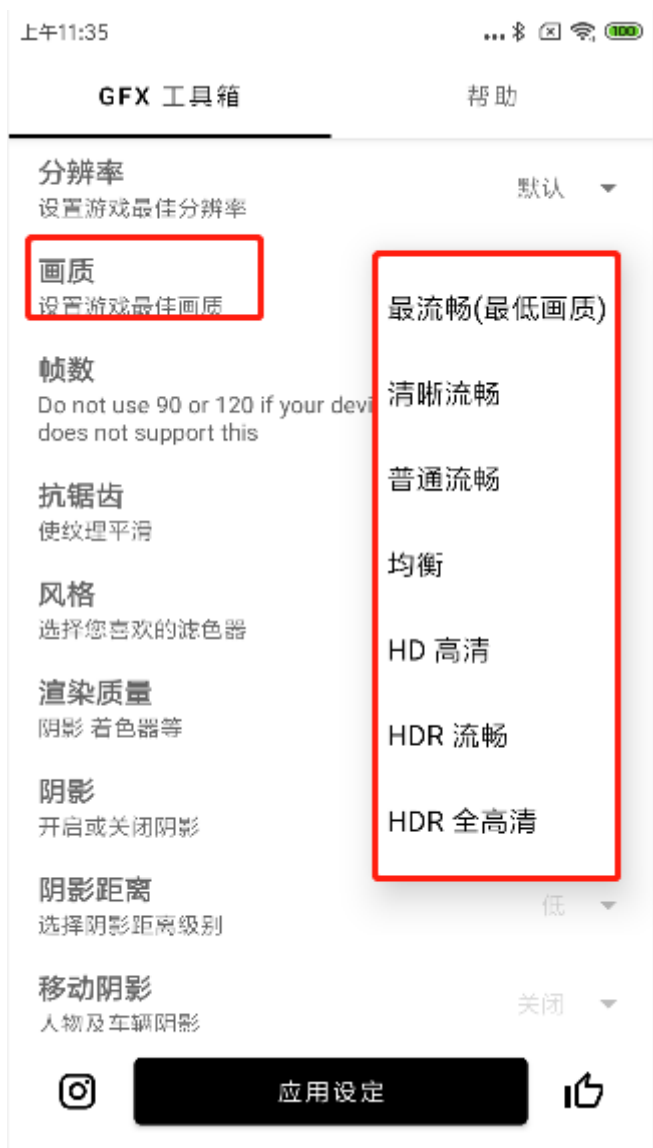 上午11:35
100
GFX 工具箱
帮助
分辨率
设置游戏最佳分辨率
默认
画质
设置游戏最佳画质
最流畅(最低画质)
清晰流畅
普通流畅
均衡
HD 高清
HDR 流畅
HDR 全高清
帧数
Do not use 90 or 120 if your devi
does not support this
抗锯齿
使纹理平滑
风格
选择您喜欢的滤色器
渲染质量
阴影 着色器等
阴影
开启或关闭阴影
阴影距离
选择阴影距离级别
低
移动阴影
人物及车辆阴影
关闭
应用设定